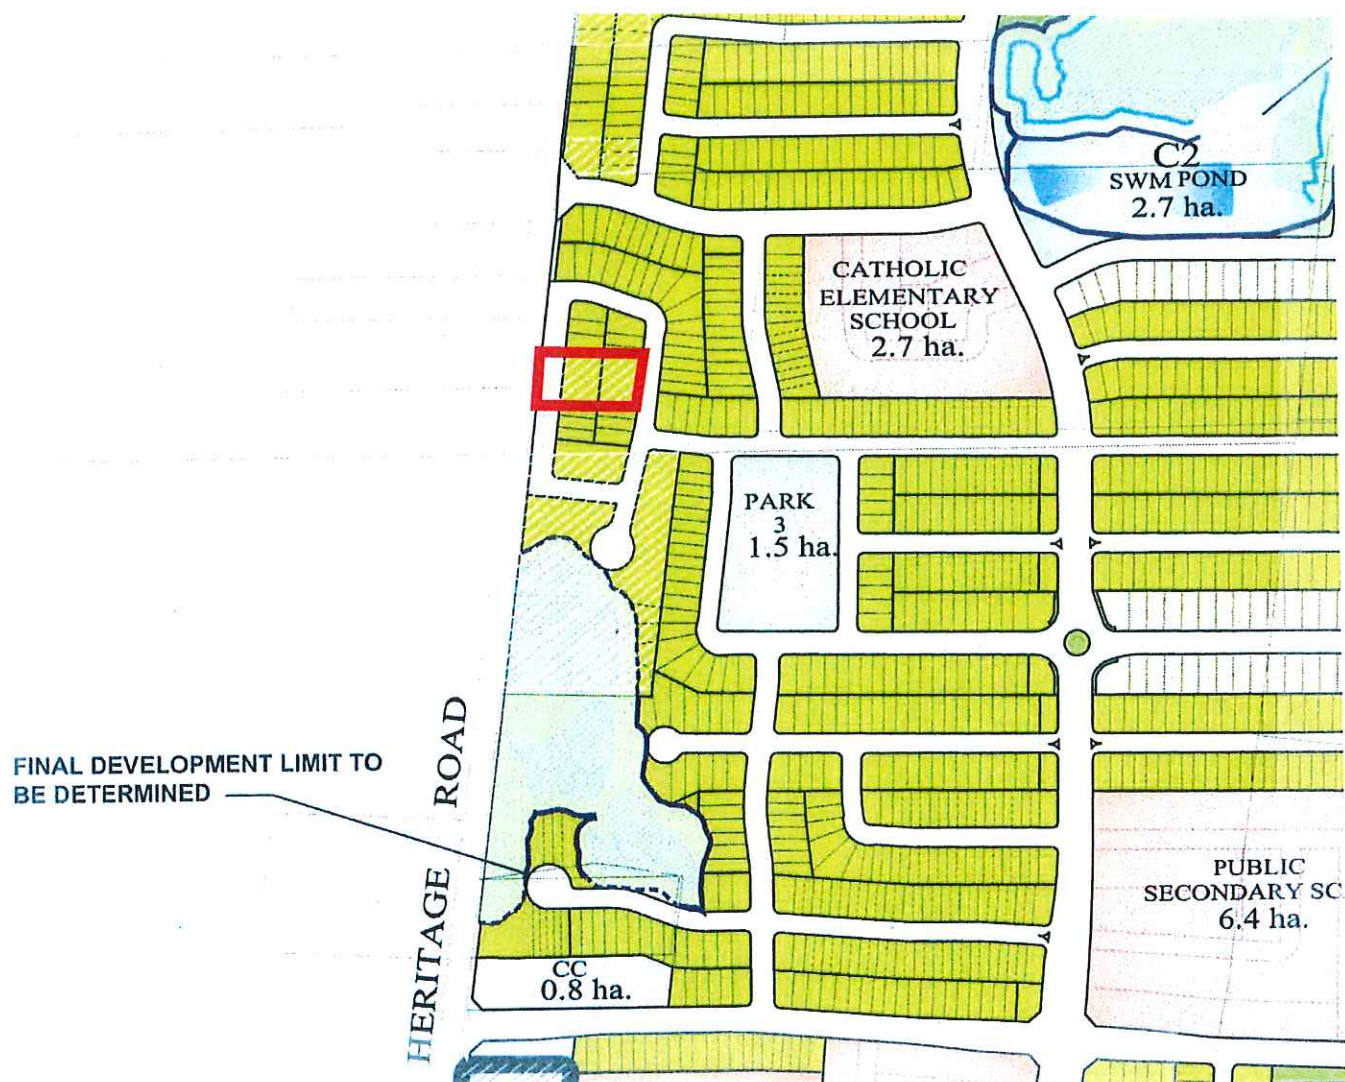 C2
SWM POND
2.7 ha.
CATHOLIC
ELEMENTARY
SCHOOL
2.7 ha.
PARK
3
1.5 ha.
HERITAGE ROAD
FINAL DEVELOPMENT LIMIT TO
BE DETERMINED
PUBLIC
SECONDARY SC
6.4 ha.
CC
0.8 ha.